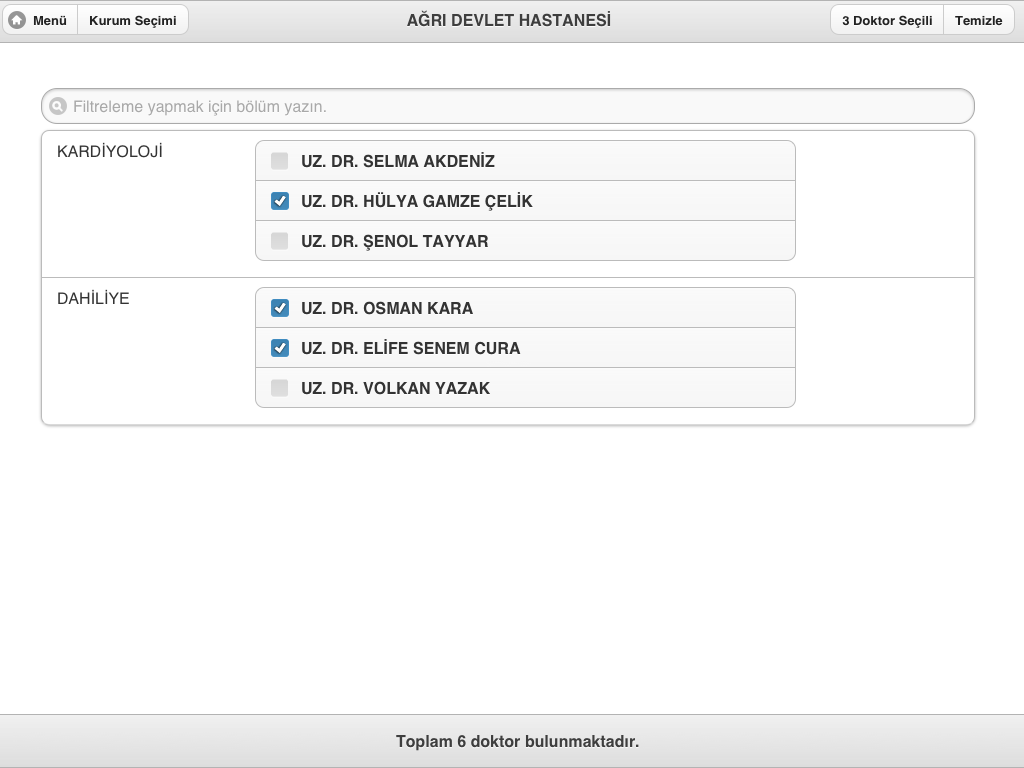 Menü
Kurum Seçimi
AĞRI DEVLET HASTANESİ
3 Doktor Seçili
Temizle
Filtreleme yapmak için bölüm yazın.
KARDİYOLOJİ
UZ. DR. SELMA AKDENİZ
UZ. DR. HÜLYA GAMZE ÇELİK
UZ. DR. ŞENOL TAYYAR
DAHİLİYE
UZ. DR. OSMAN KARA
UZ. DR. ELİFE SENEM CURA
UZ. DR. VOLKAN YAZAK
Toplam 6 doktor bulunmaktadır.